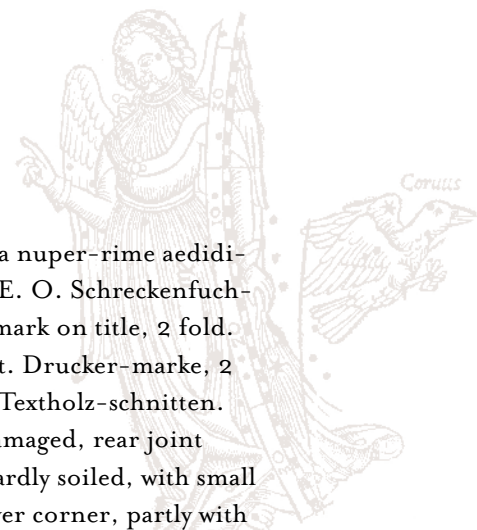 Coruus
a nuper-rime aedidi-
E. O. Schreckenfuch-
mark on title, 2 fold.
t. Drucker-marke, 2
Textholz-schnitten.
maged, rear joint
ardly soiled, with small
er corner, partly with